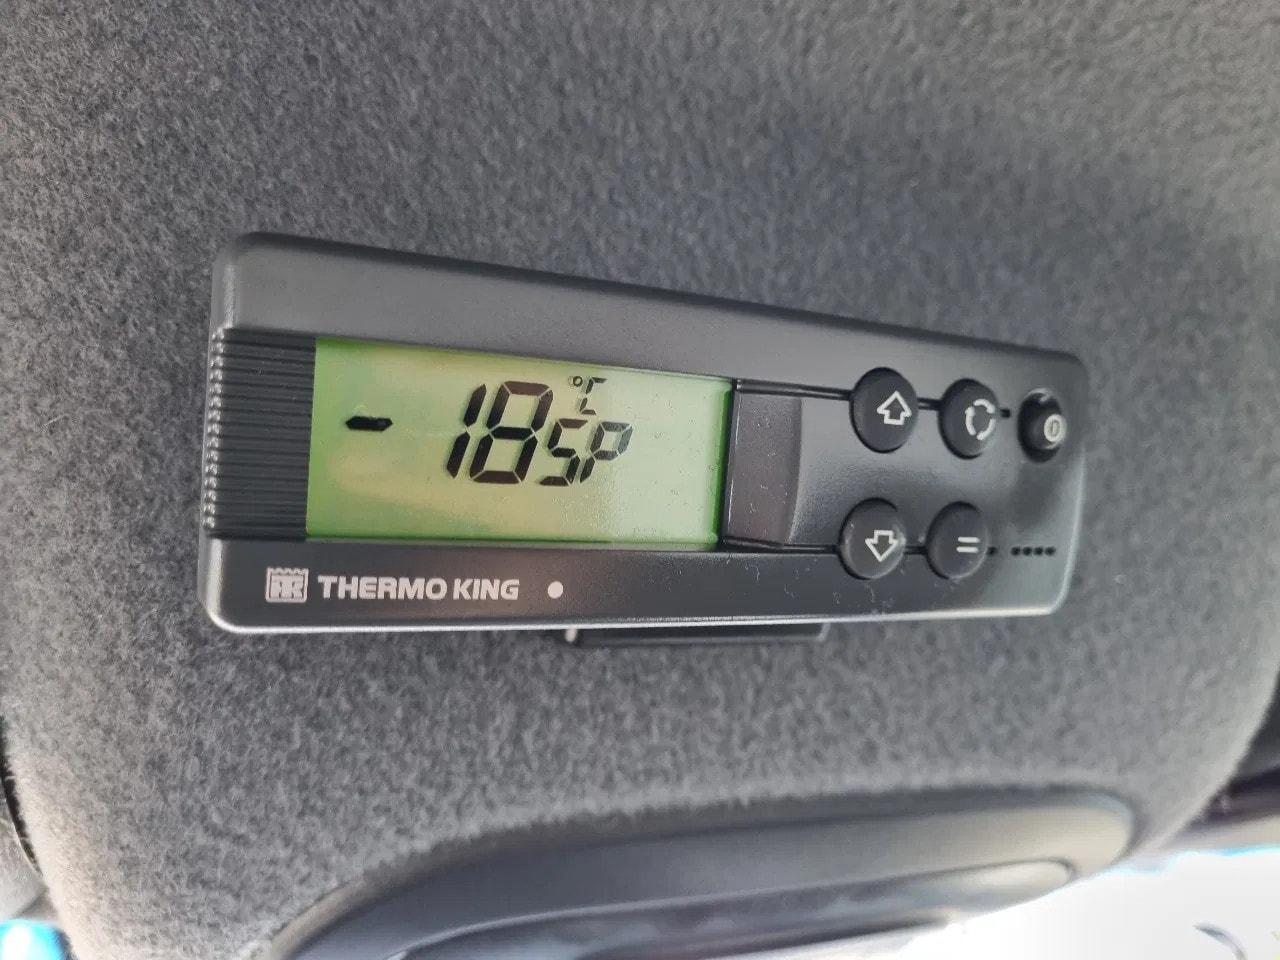 -18 °C
SP
THERMO KING